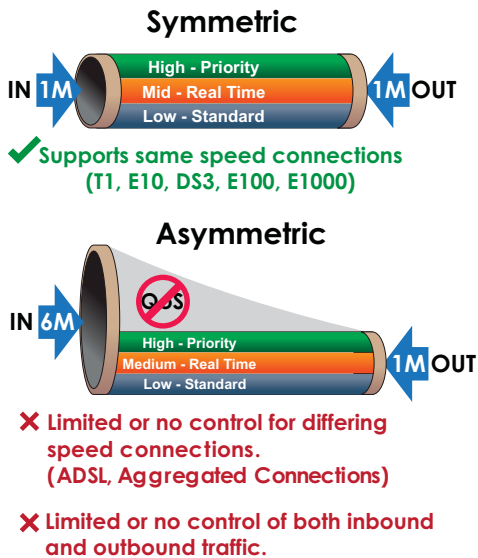 Symmetric
High - Priority
IN 1M Mid - Real Time 1M OUT
Low - Standard
Supports same speed connections
(T1, E10, DS3, E100, E1000)
Asymmetric
QoS
IN 6M
High - Priority
Medium - Real Time 1M OUT
Low - Standard
Limited or no control for differing
speed connections.
(ADSL, Aggregated Connections)
Limited or no control of both inbound
and outbound traffic.